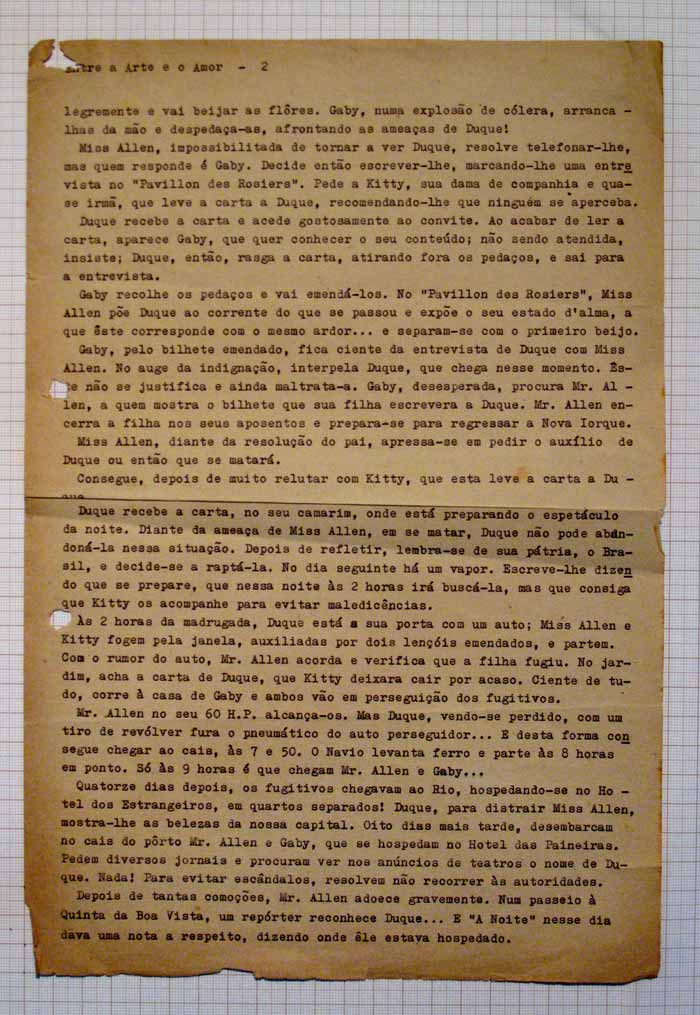 Entre a Arte e o Amor - 2
legremente e vai beijar as flôres. Gaby, numa explosão de cólera, arranca -
lhas da mão e despedaça-as, afrontando as ameaças de Duque!
Miss Allen, impossibilitada de tornar a ver Duque, resolve telefonar-lhe,
mas quem responde é Gaby. Decide então escrever-lhe, marcando-lhe uma entre
vista no "Pavillon des Rosiers". Pede a Kitty, sua dama de companhia e qua-
se irmã, que leve a carta a Duque, recomendando-lhe que ninguém se aperceba.
Duque recebe a carta e acede gostosamente ao convite. Ao acabar de ler a
carta, aparece Gaby, que quer conhecer o seu conteúdo; não sendo atendida,
insiste; Duque, então, rasga a carta, atirando fora os pedaços, e sai para
a entrevista.
Gaby recolhe os pedaços e vai emendá-los. No "Pavillon des Rosiers", Miss
Allen põe Duque ao corrente do que se passou e expõe o seu estado d'alma, a
que êste corresponde com o mesmo ardor... e separam-se com o primeiro beijo.
Gaby, pelo bilhete emendado, fica ciente da entrevista de Duque com Miss
Allen. No auge da indignação, interpela Duque, que chega nesse momento. Ês-
te não se justifica e ainda maltrata-a. Gaby, desesperada, procura Mr. Al -
len, a quem mostra o bilhete que sua filha escrevera a Duque. Mr. Allen en-
cerra a filha nos seus aposentos e prepara-se para regressar a Nova Iorque.
Miss Allen, diante da resolução do pai, apressa-se em pedir o auxílio de
Duque ou então que se matará.
Consegue, depois de muito relutar com Kitty, que esta leve a carta a Du -
que
Duque recebe a carta, no seu camarim, onde está preparando o espetáculo
da noite. Diante da ameaça de Miss Allen, em se matar, Duque não pode aban-
doná-la nessa situação. Depois de refletir, lembra-se de sua pátria, o Bra-
sil, e decide-se a raptá-la. No dia seguinte há um vapor. Escreve-lhe dizen
do que se prepare, que nessa noite às 2 horas irá buscá-la, mas que consiga
que Kitty os acompanhe para evitar maledicências.
Às 2 horas da madrugada, Duque está a sua porta com um auto; Miss Allen e
Kitty fogem pela janela, auxiliadas por dois lençóis emendados, e partem.
Com o rumor do auto, Mr. Allen acorda e verifica que a filha fugiu. No jar-
dim, acha a carta de Duque, que Kitty deixara cair por acaso. Ciente de tu-
do, corre à casa de Gaby e ambos vão em perseguição dos fugitivos.
Mr. Allen no seu 60 H.P. alcança-os. Mas Duque, vendo-se perdido, com um
tiro de revólver fura o pneumático do auto perseguidor... E desta forma con
segue chegar ao cais, às 7 e 50. O Navio levanta ferro e parte às 8 horas
em ponto. Só às 9 horas é que chegam Mr. Allen e Gaby...
Quatorze dias depois, os fugitivos chegavam ao Rio, hospedando-se no Ho -
tel dos Estrangeiros, em quartos separados! Duque, para distrair Miss Allen,
mostra-lhe as belezas da nossa capital. Oito dias mais tarde, desembarcam
no cais do pôrto Mr. Allen e Gaby, que se hospedam no Hotel das Paineiras.
Pedem diversos jornais e procuram ver nos anúncios de teatros o nome de Du-
que. Nada! Para evitar escândalos, resolvem não recorrer às autoridades.
Depois de tantas comoções, Mr. Allen adoece gravemente. Num passeio à
Quinta da Boa Vista, um repórter reconhece Duque... E "A Noite" nesse dia
dava uma nota a respeito, dizendo onde êle estava hospedado.